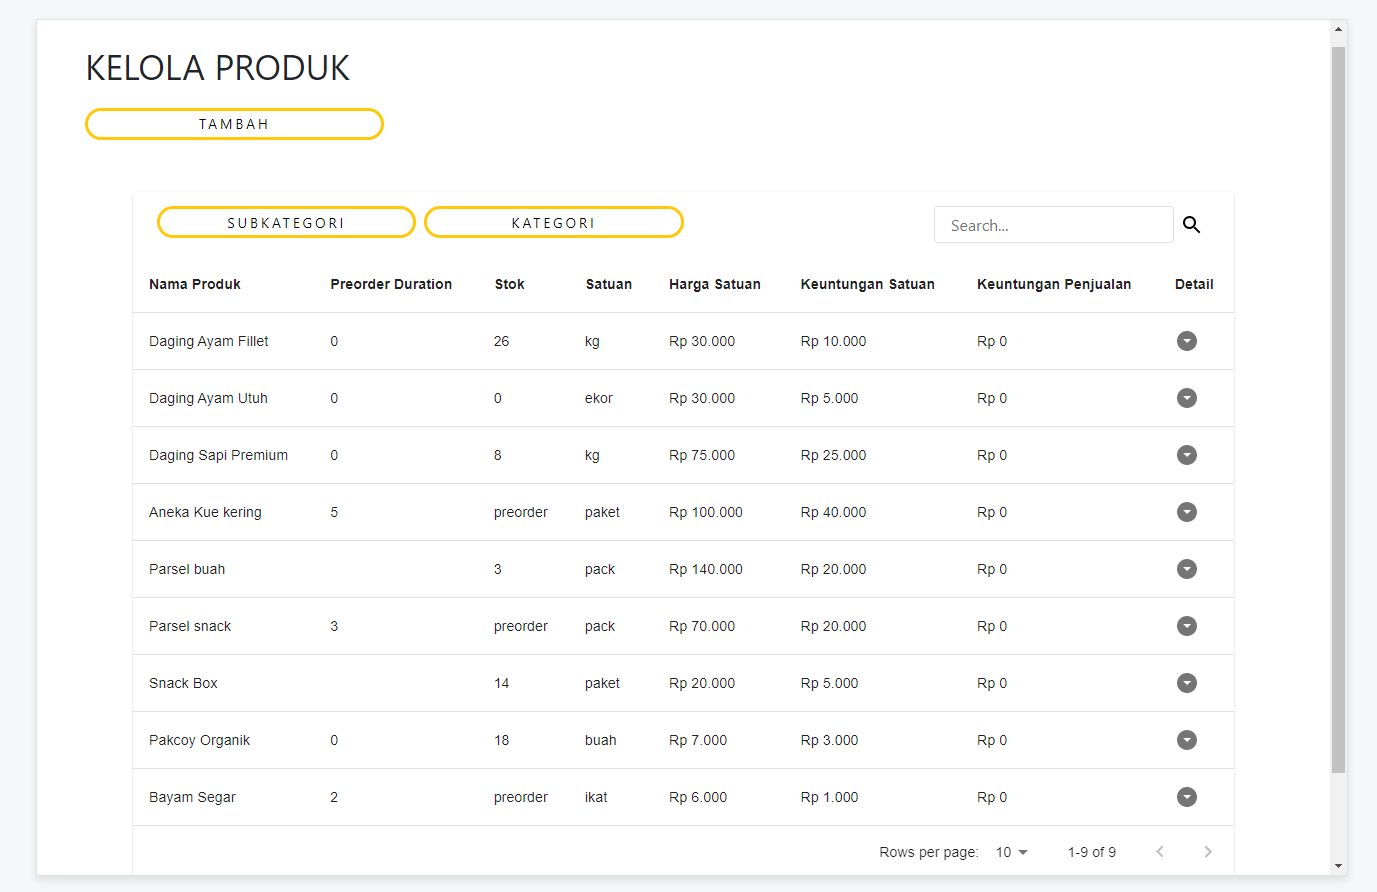 KELOLA PRODUK
TAMBAH
SUBKATEGORI KATEGORI Search...
Nama Produk Preorder Duration Stok Satuan Harga Satuan Keuntungan Satuan Keuntungan Penjualan Detail
Daging Ayam Fillet 0 26 kg Rp 30.000 Rp 10.000 Rp 0
Daging Ayam Utuh 0 0 ekor Rp 30.000 Rp 5.000 Rp 0
Daging Sapi Premium 0 8 kg Rp 75.000 Rp 25.000 Rp 0
Aneka Kue kering 5 preorder paket Rp 100.000 Rp 40.000 Rp 0
Parsel buah 3 pack Rp 140.000 Rp 20.000 Rp 0
Parsel snack 3 preorder pack Rp 70.000 Rp 20.000 Rp 0
Snack Box 14 paket Rp 20.000 Rp 5.000 Rp 0
Pakcoy Organik 0 18 buah Rp 7.000 Rp 3.000 Rp 0
Bayam Segar 2 preorder ikat Rp 6.000 Rp 1.000 Rp 0
Rows per page: 10 1-9 of 9